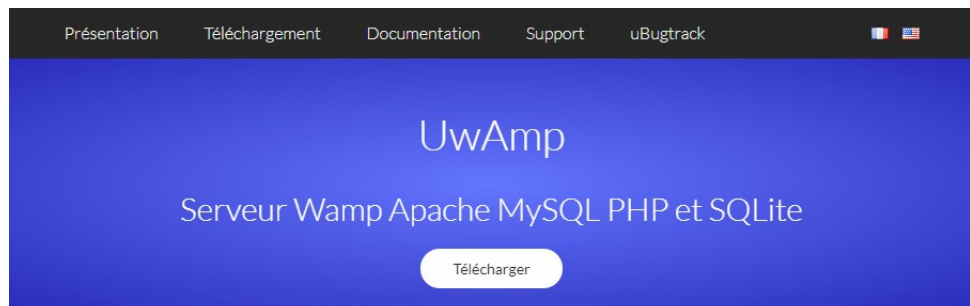 Présentation Téléchargement Documentation Support uBugtrack
UwAmp
Serveur Wamp Apache MySQL PHP et SQLite
Télécharger